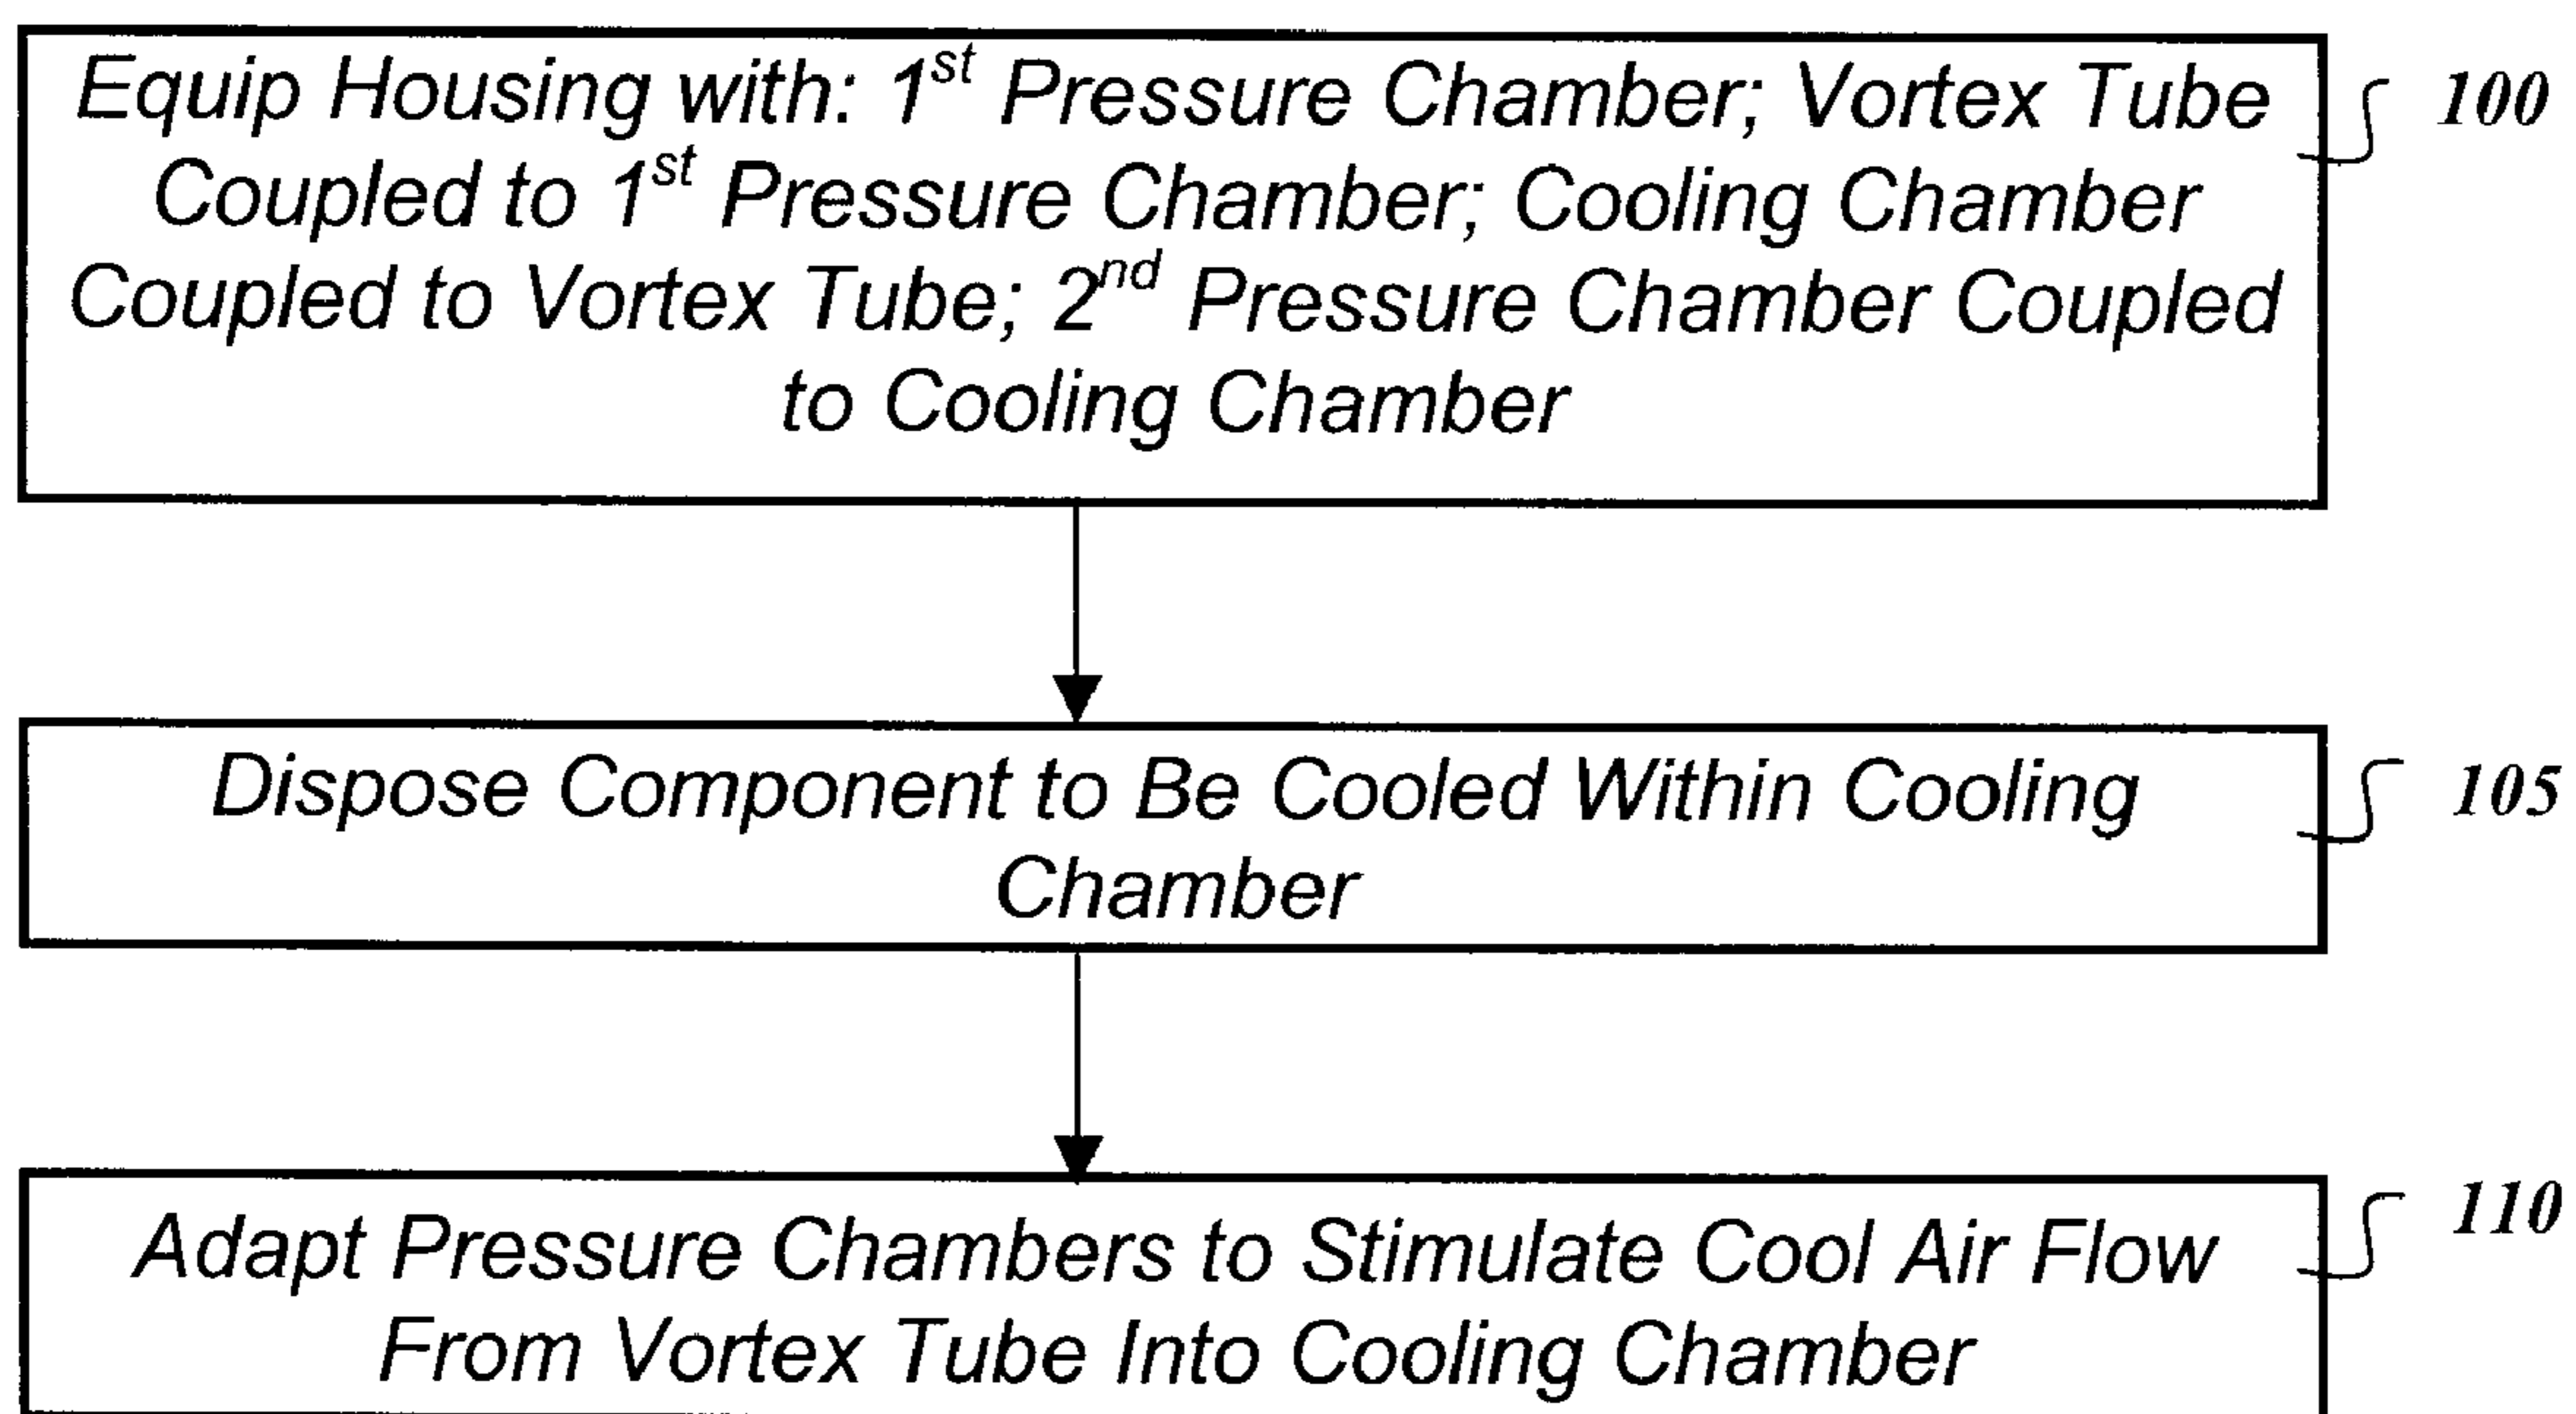 Equip Housing with: 1st Pressure Chamber; Vortex Tube
Coupled to 1st Pressure Chamber; Cooling Chamber
Coupled to Vortex Tube; 2nd Pressure Chamber Coupled
to Cooling Chamber
100
Dispose Component to Be Cooled Within Cooling
Chamber
105
Adapt Pressure Chambers to Stimulate Cool Air Flow
From Vortex Tube Into Cooling Chamber
110